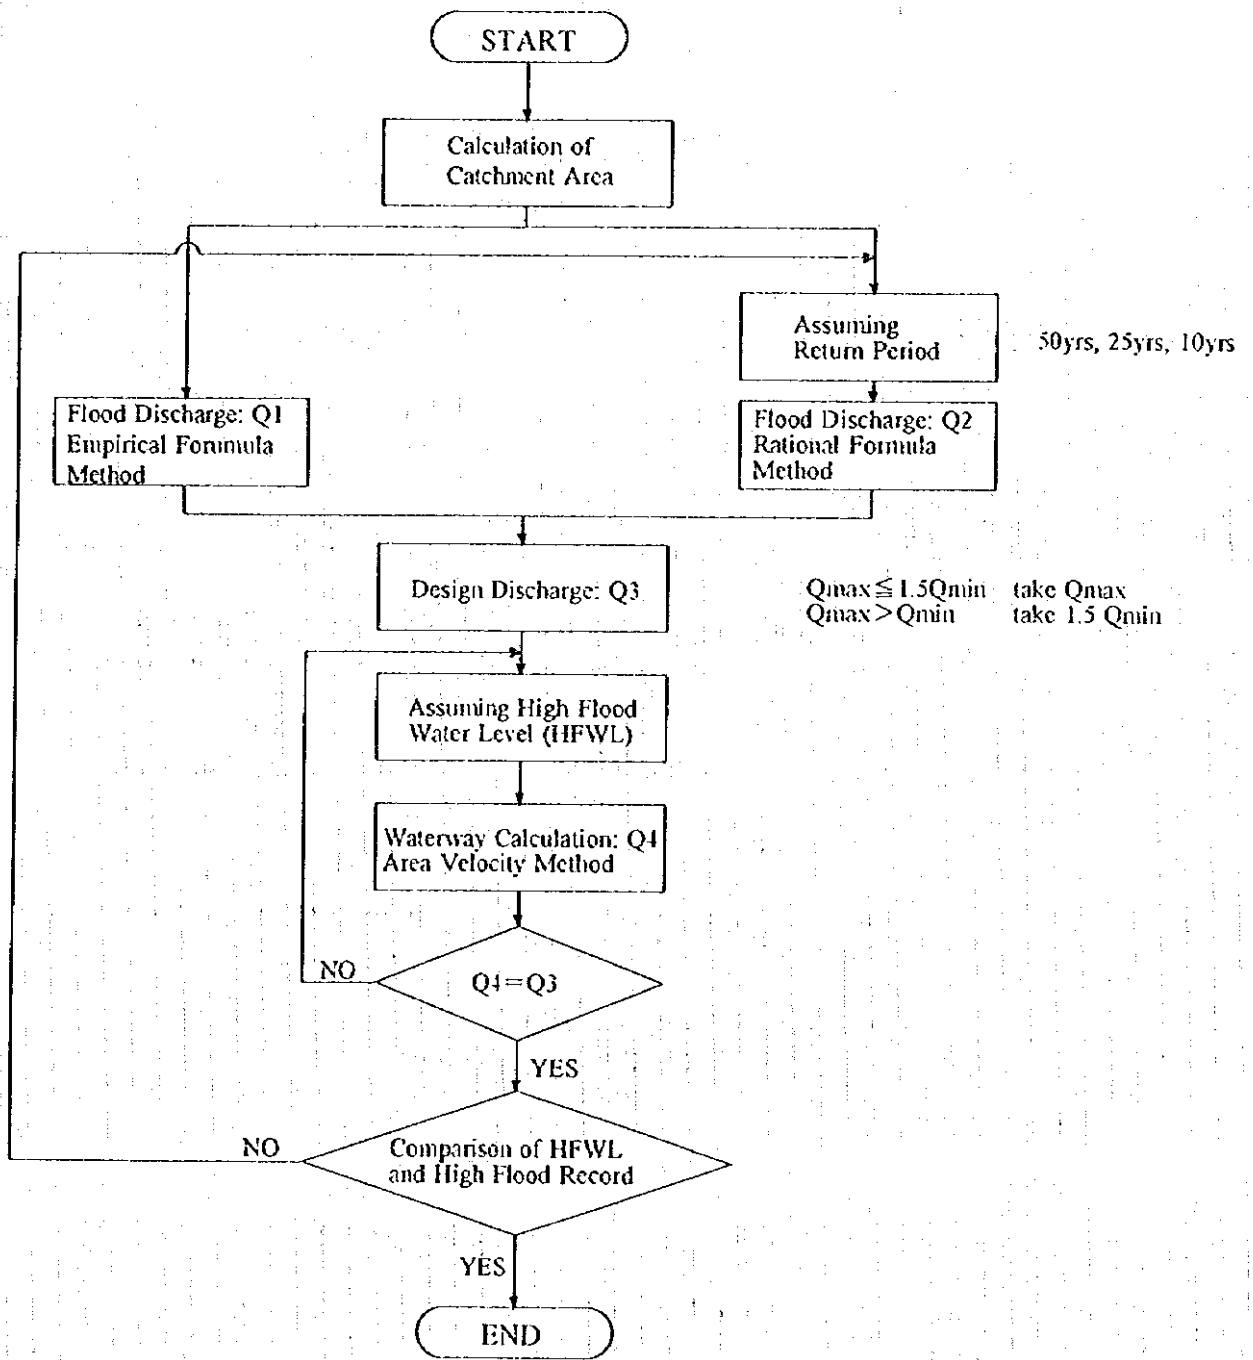 START
Calculation of
Catchment Area
Assuming
Return Period
50yrs, 25yrs, 10yrs
Flood Discharge: Q1
Empirical Forimula
Method
Flood Discharge: Q2
Rational Formula
Method
Design Discharge: Q3
Qmax≦1.5Qmin take Qmax
Qmax>Qmin take 1.5 Qmin
Assuming High Flood
Water Level (HFWL)
Waterway Calculation: Q4
Area Velocity Method
NO
Q4=Q3
YES
NO
Comparison of HFWL
and High Flood Record
YES
END